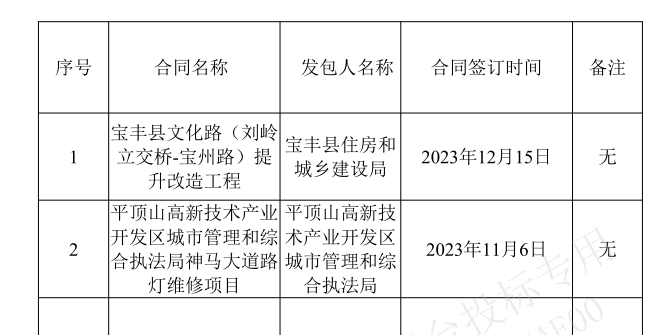 序号 合同名称 发包人名称 合同签订时间 备注
1 宝丰县文化路（刘岭立交桥-宝州路）提升改造工程 宝丰县住房和城乡建设局 2023年12月15日 无
2 平顶山高新技术产业开发区城市管理和综合执法局神马大道路灯维修项目 平顶山高新技术产业开发区城市管理和综合执法局 2023年11月6日 无
台投标专用